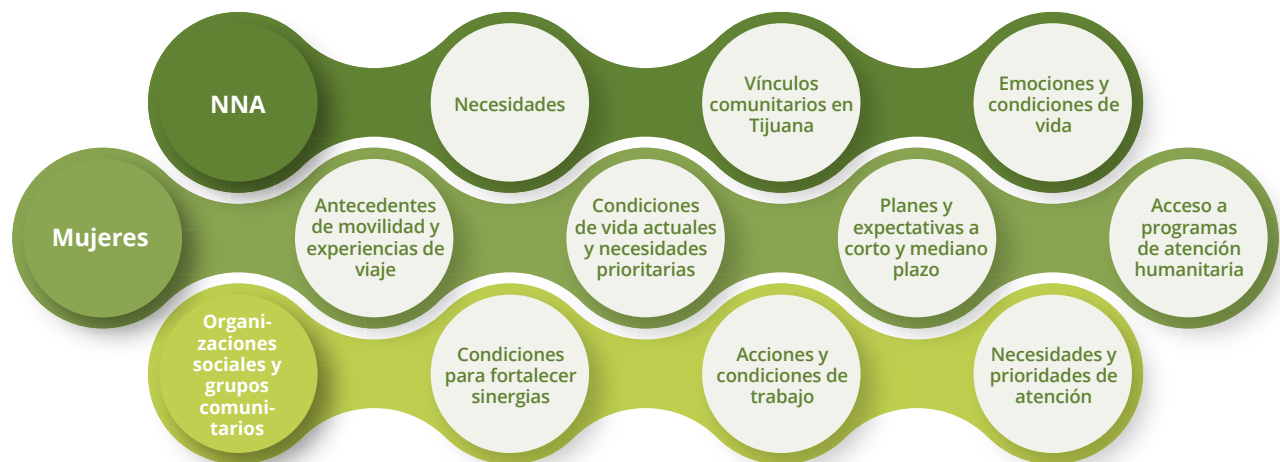 NNA
Necesidades
Vínculos
comunitarios en
Tijuana
Emociones y
condiciones de
vida
Mujeres
Antecedentes
de movilidad y
experiencias de
viaje
Condiciones
de vida actuales
y necesidades
prioritarias
Planes y
expectativas a
corto y mediano
plazo
Acceso a
programas
de atención
humanitaria
Organi-
zaciones
sociales y
grupos
comuni-
tarios
Condiciones
para fortalecer
sinergias
Acciones y
condiciones de
trabajo
Necesidades y
prioridades de
atención